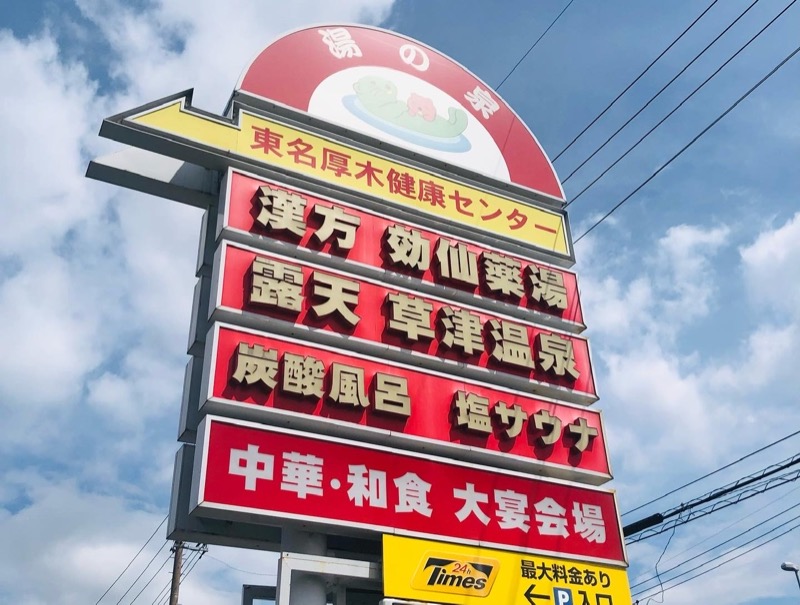 湯の泉
東名厚木健康センター
漢方 効仙薬湯
露天 草津温泉
炭酸風呂 塩サウナ
中華・和食 大宴会場
24h
Times
最大料金あり
←P入口